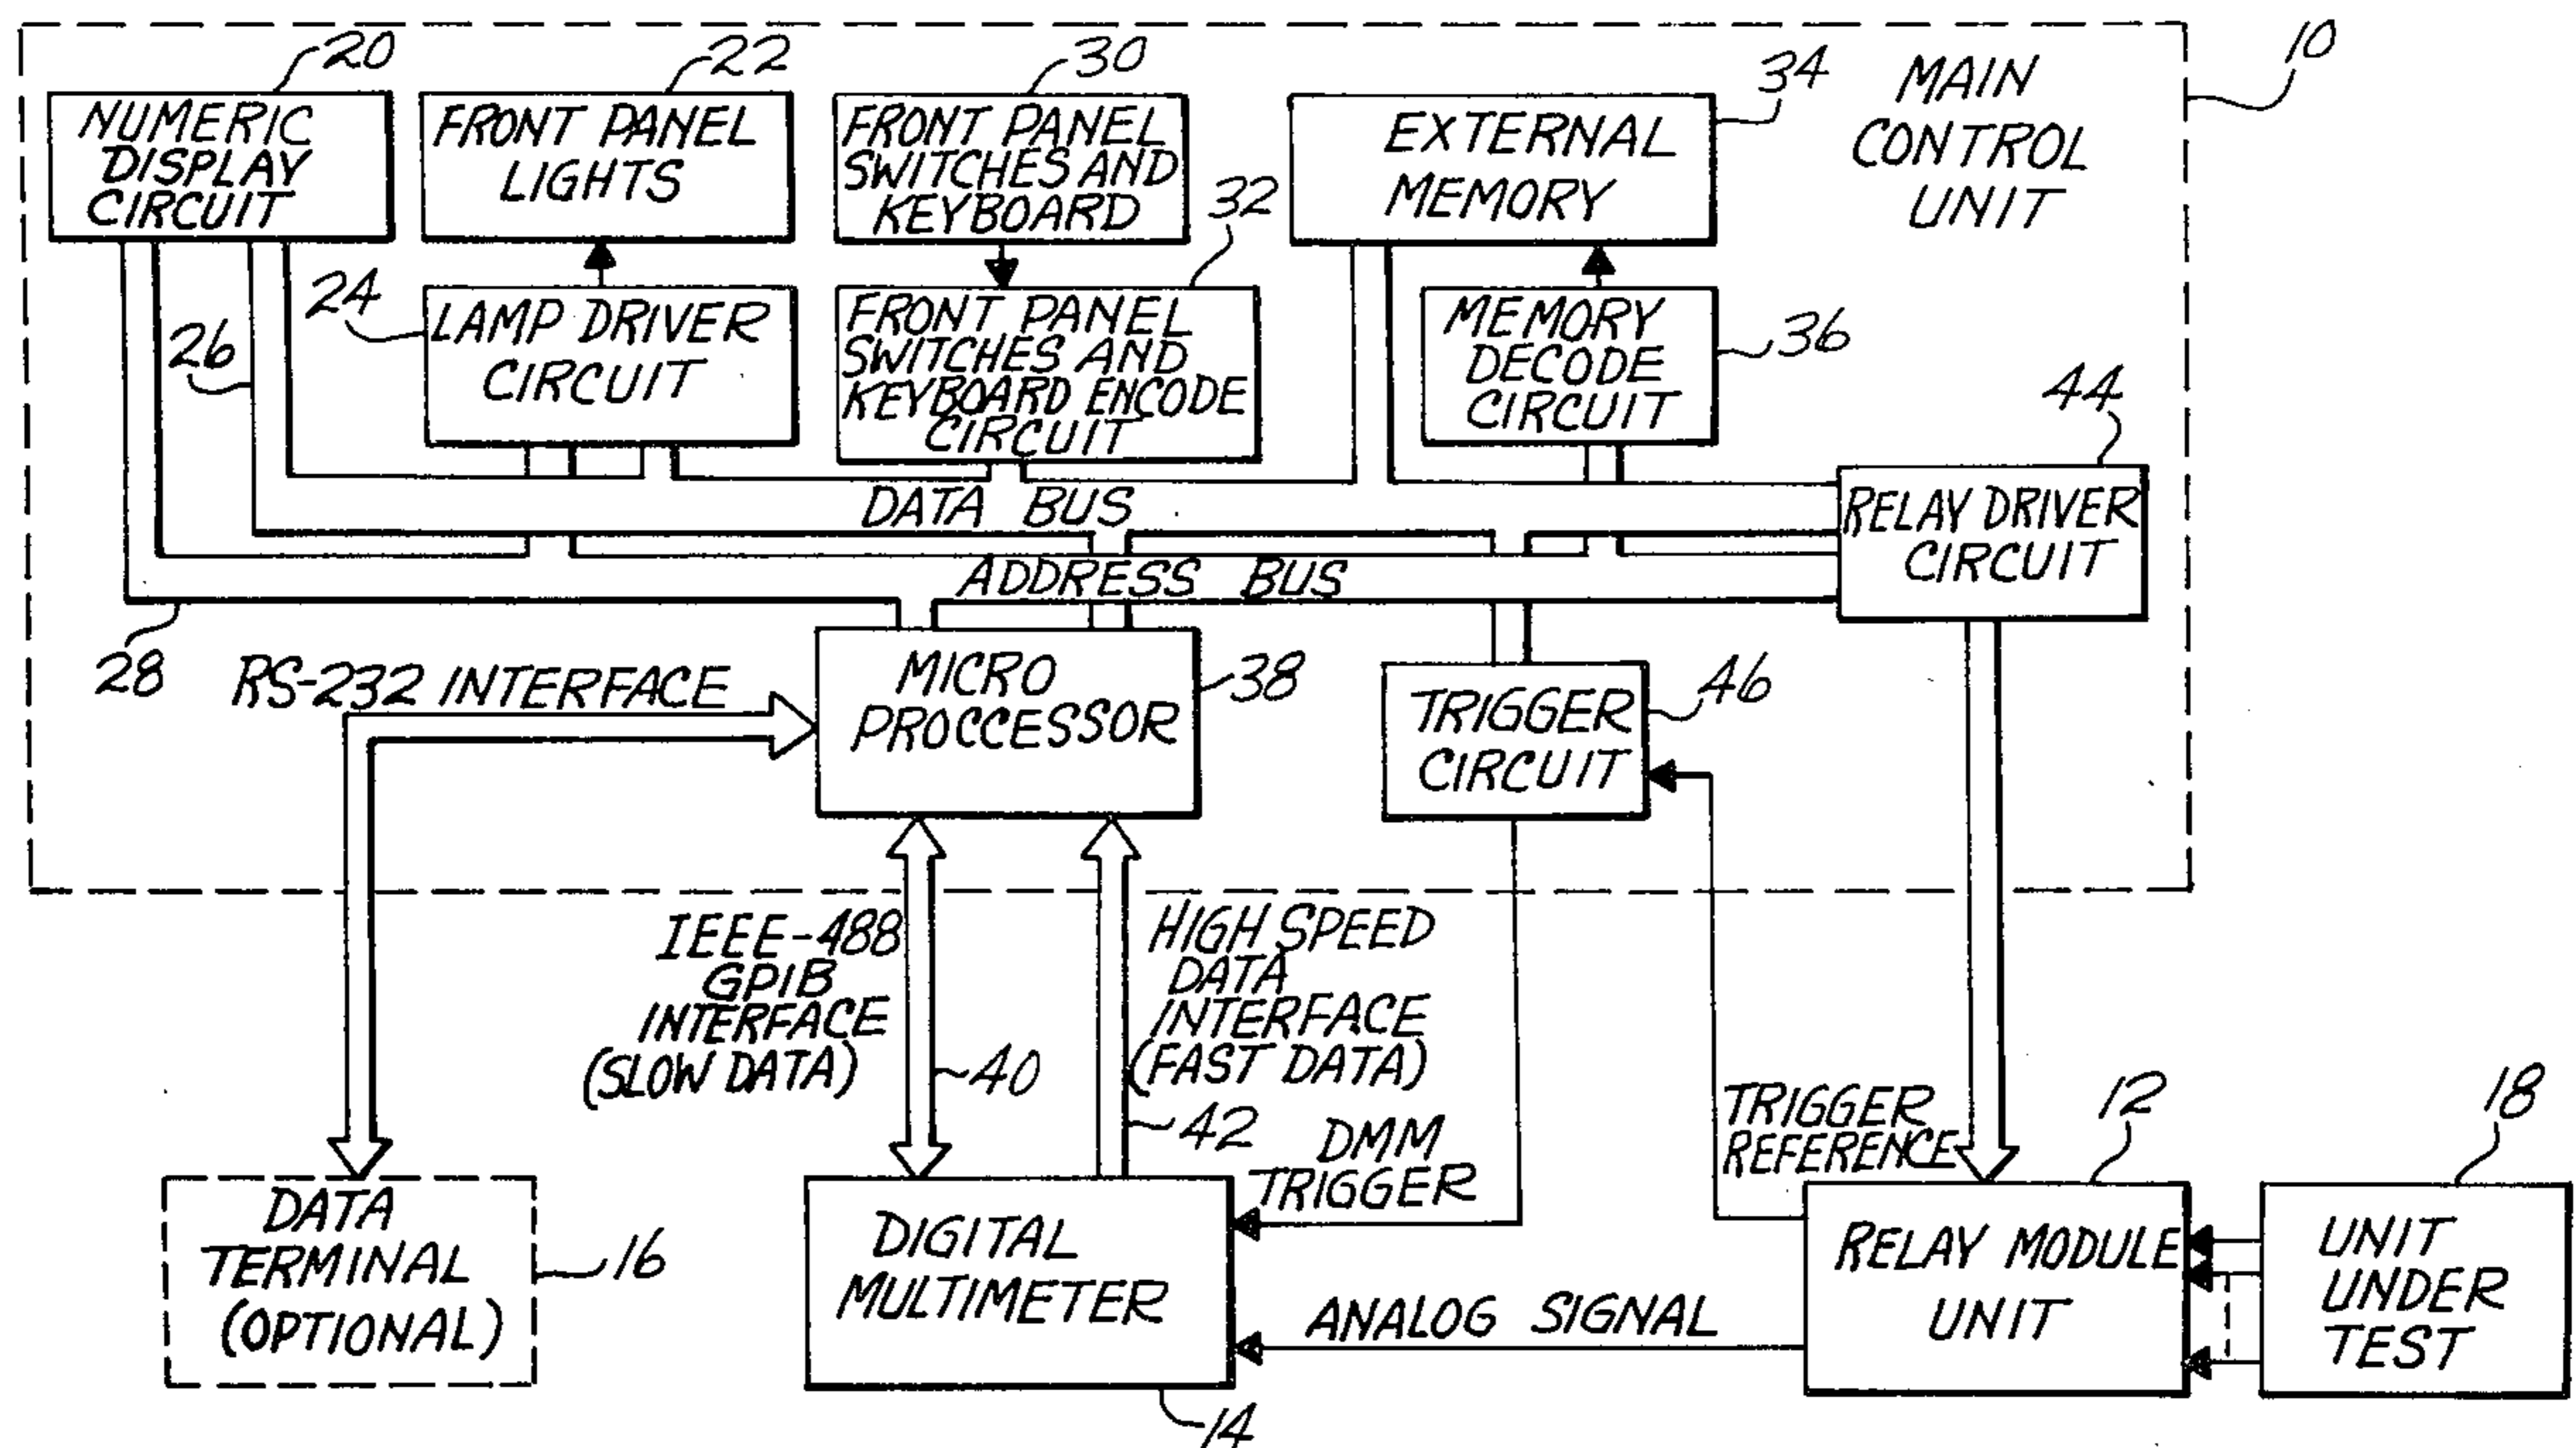 20
22
30
34
10
NUMERIC
DISPLAY
CIRCUIT
FRONT PANEL
LIGHTS
FRONT PANEL
SWITCHES AND
KEYBOARD
EXTERNAL
MEMORY
MAIN
CONTROL
UNIT
24
LAMP DRIVER
CIRCUIT
32
FRONT PANEL
SWITCHES AND
KEYBOARD ENCODE
CIRCUIT
MEMORY
DECODE
CIRCUIT
36
26
44
DATA BUS
RELAY DRIVER
CIRCUIT
ADDRESS BUS
28
RS-232 INTERFACE
MICRO
PROCCESSOR
38
TRIGGER
CIRCUIT
46
IEEE-488
GPIB
INTERFACE
(SLOW DATA)
40
HIGH SPEED
DATA
INTERFACE
(FAST DATA)
42
DMM
TRIGGER
TRIGGER
REFERENCE
12
18
DATA
TERMINAL
(OPTIONAL)
16
DIGITAL
MULTIMETER
14
ANALOG SIGNAL
RELAY MODULE
UNIT
UNIT
UNDER
TEST